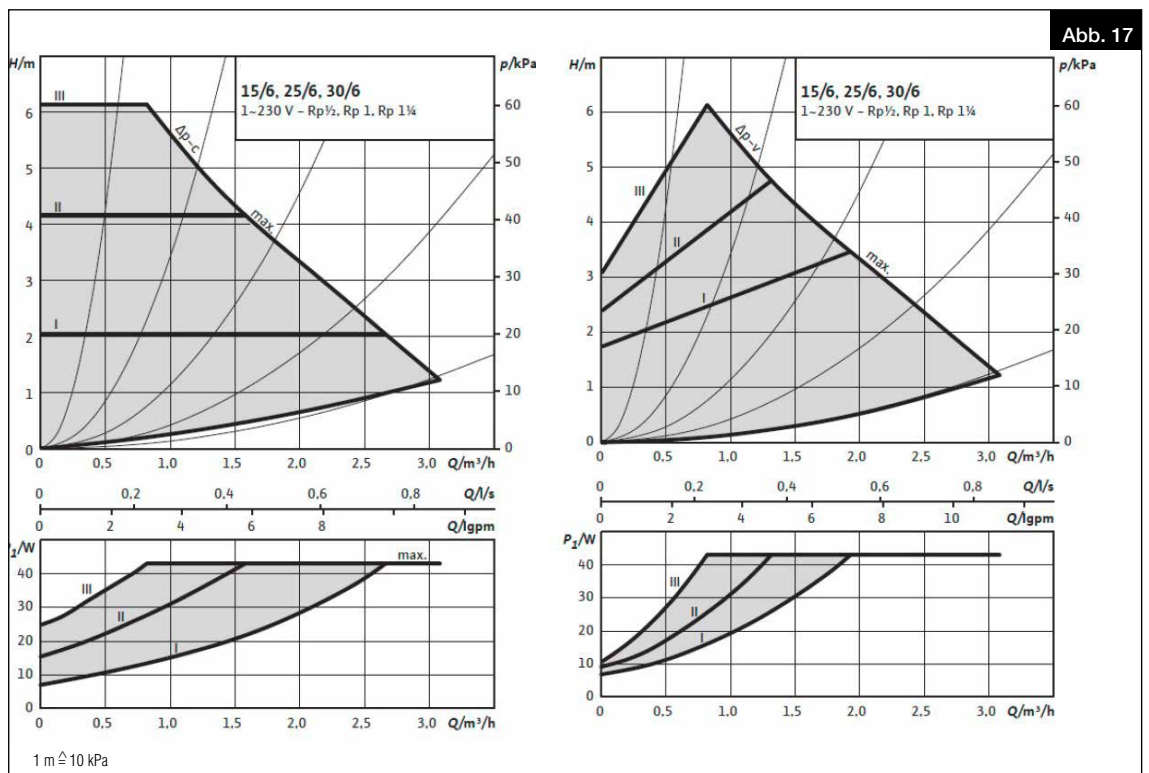 Abb. 17
H/m
p/kPa
15/6, 25/6, 30/6
1~230 V – Rp½, Rp 1, Rp 1¼
III
Δp-c
II
max.
I
6
5
4
3
2
1
0
60
50
40
30
20
10
0
0 0,5 1,0 1,5 2,0 2,5 3,0 Q/m³/h
0 0,2 0,4 0,6 0,8 Q/l/s
0 2 4 6 8 Q/Igpm
P₁/W
max.
III
II
I
40
30
20
10
0
0 0,5 1,0 1,5 2,0 2,5 3,0 Q/m³/h
H/m
p/kPa
15/6, 25/6, 30/6
1~230 V – Rp½, Rp 1, Rp 1¼
Δp-v
III
II
I
max.
6
5
4
3
2
1
0
60
50
40
30
20
10
0
0 0,5 1,0 1,5 2,0 2,5 3,0 Q/m³/h
0 0,2 0,4 0,6 0,8 Q/l/s
0 2 4 6 8 10 Q/Igpm
P₁/W
III
II
I
40
30
20
10
0
0 0,5 1,0 1,5 2,0 2,5 3,0 Q/m³/h
1 m ≙ 10 kPa